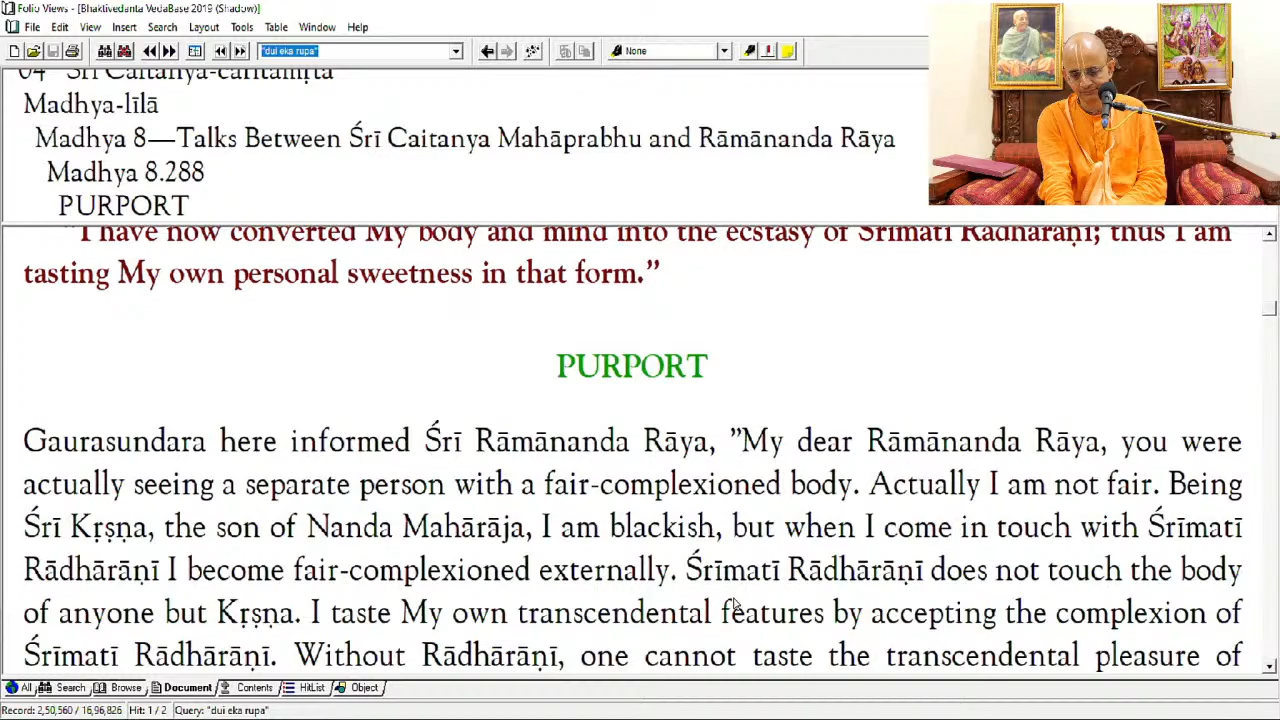 Folio Views - [Bhaktivedanta VedaBase 2019 (Shadow)]
File Edit View Insert Search Layout Tools Table Window Help
"dui eka rupa" None
04 Śrī Caitanya-caritāmṛta
Madhya-līlā
Madhya 8—Talks Between Śrī Caitanya Mahāprabhu and Rāmānanda Rāya
Madhya 8.288
PURPORT
"I have now converted My body and mind into the ecstasy of Śrīmatī Rādhārāṇī; thus I am
tasting My own personal sweetness in that form.”
PURPORT
Gaurasundara here informed Śrī Rāmānanda Rāya, ”My dear Rāmānanda Rāya, you were
actually seeing a separate person with a fair-complexioned body. Actually I am not fair. Being
Śrī Kṛṣṇa, the son of Nanda Mahārāja, I am blackish, but when I come in touch with Śrīmatī
Rādhārāṇī I become fair-complexioned externally. Śrīmatī Rādhārāṇī does not touch the body
of anyone but Kṛṣṇa. I taste My own transcendental features by accepting the complexion of
Śrīmatī Rādhārāṇī. Without Rādhārāṇī, one cannot taste the transcendental pleasure of
All Search Browse Document Contents HitList Object
Record: 2,50,560 / 16,96,826 Hit: 1 / 2 Query: "dui eka rupa"